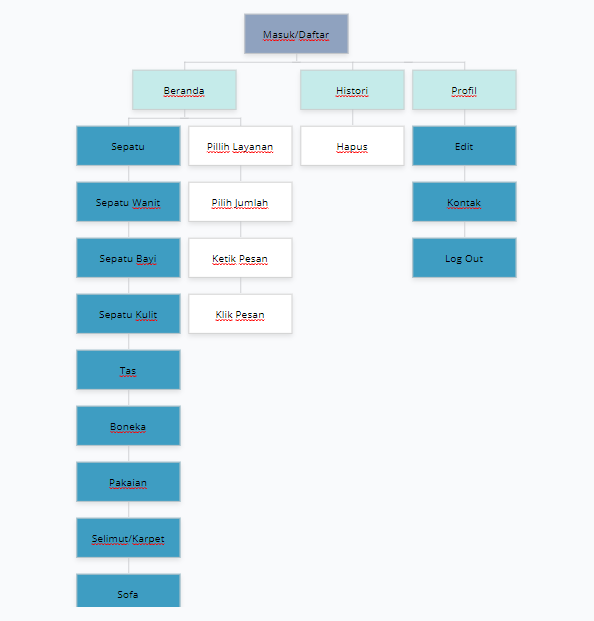 Masuk/Daftar
Beranda
Histori
Profil
Sepatu
Pillih Layanan
Hapus
Edit
Sepatu Wanit
Pilih Jumlah
Kontak
Sepatu Bayi
Ketik Pesan
Log Out
Sepatu Kulit
Klik Pesan
Tas
Boneka
Pakaian
Selimut/Karpet
Sofa